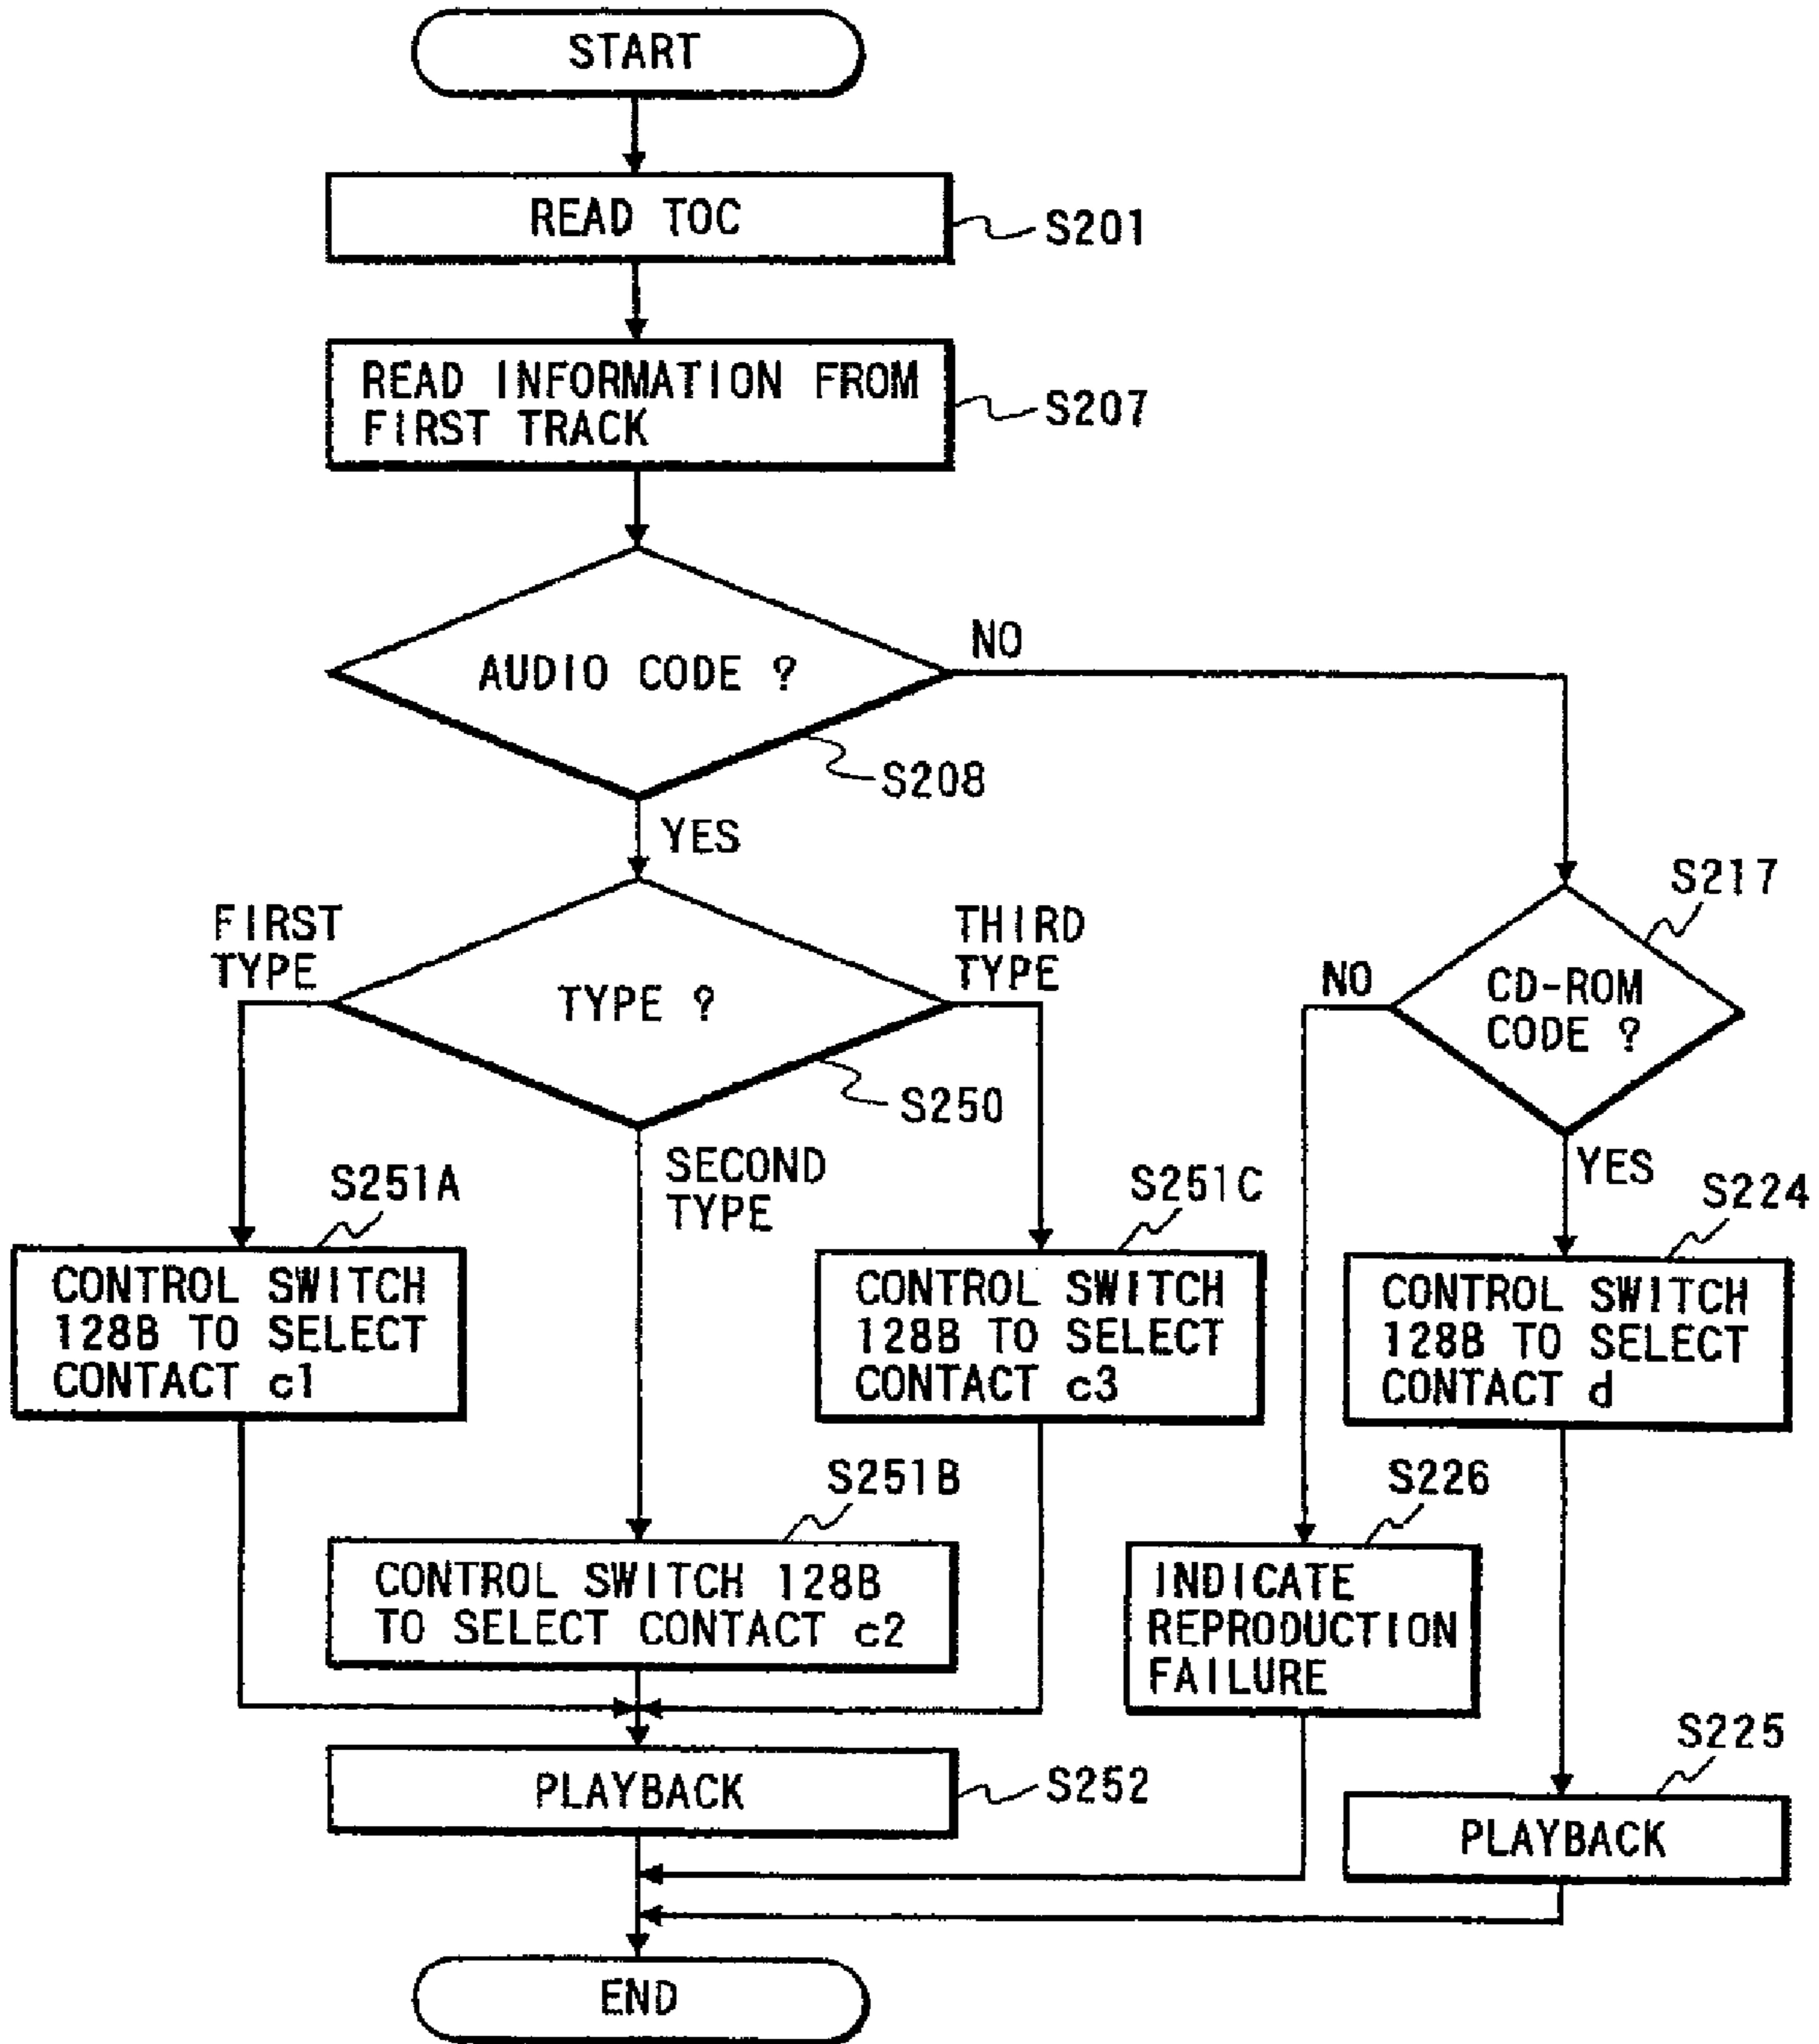 START
READ TOC
S201
READ INFORMATION FROM
FIRST TRACK
S207
AUDIO CODE ?
NO
S208
YES
FIRST
TYPE
THIRD
TYPE
TYPE ?
S250
SECOND
TYPE
S217
NO
CD-ROM
CODE ?
YES
S251A
CONTROL SWITCH
128B TO SELECT
CONTACT c1
S251C
CONTROL SWITCH
128B TO SELECT
CONTACT c3
S224
CONTROL SWITCH
128B TO SELECT
CONTACT d
S251B
CONTROL SWITCH 128B
TO SELECT CONTACT c2
S226
INDICATE
REPRODUCTION
FAILURE
PLAYBACK
S252
S225
PLAYBACK
END